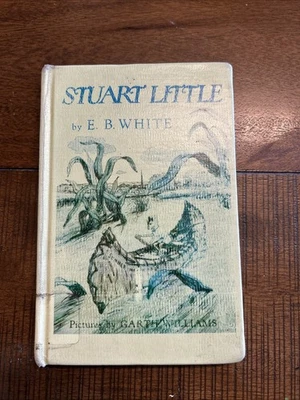 STUART LITTLE
by E. B. WHITE
Pictures by GARTH WILLIAMS